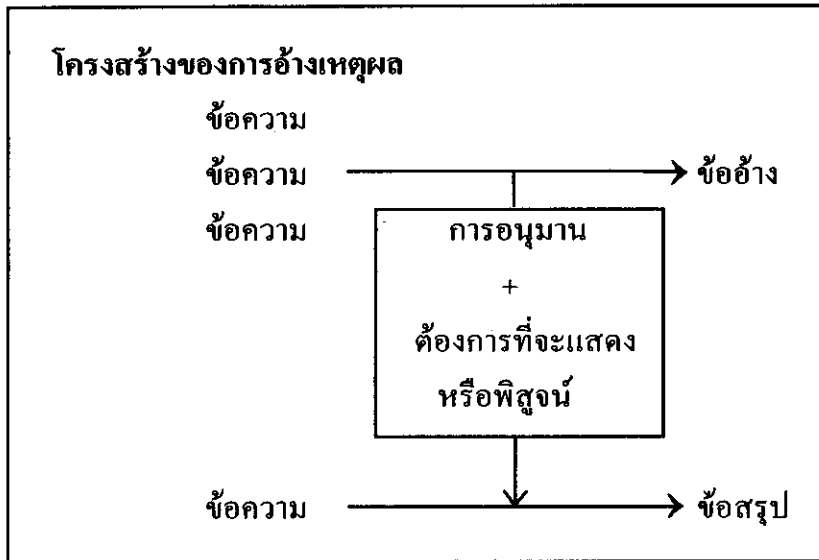 โครงสร้างของการอ้างเหตุผล
ข้อความ
ข้อความ ข้ออ้าง
ข้อความ การอนุมาน
+
ต้องการที่จะแสดง
หรือพิสูจน์
ข้อความ ข้อสรุป